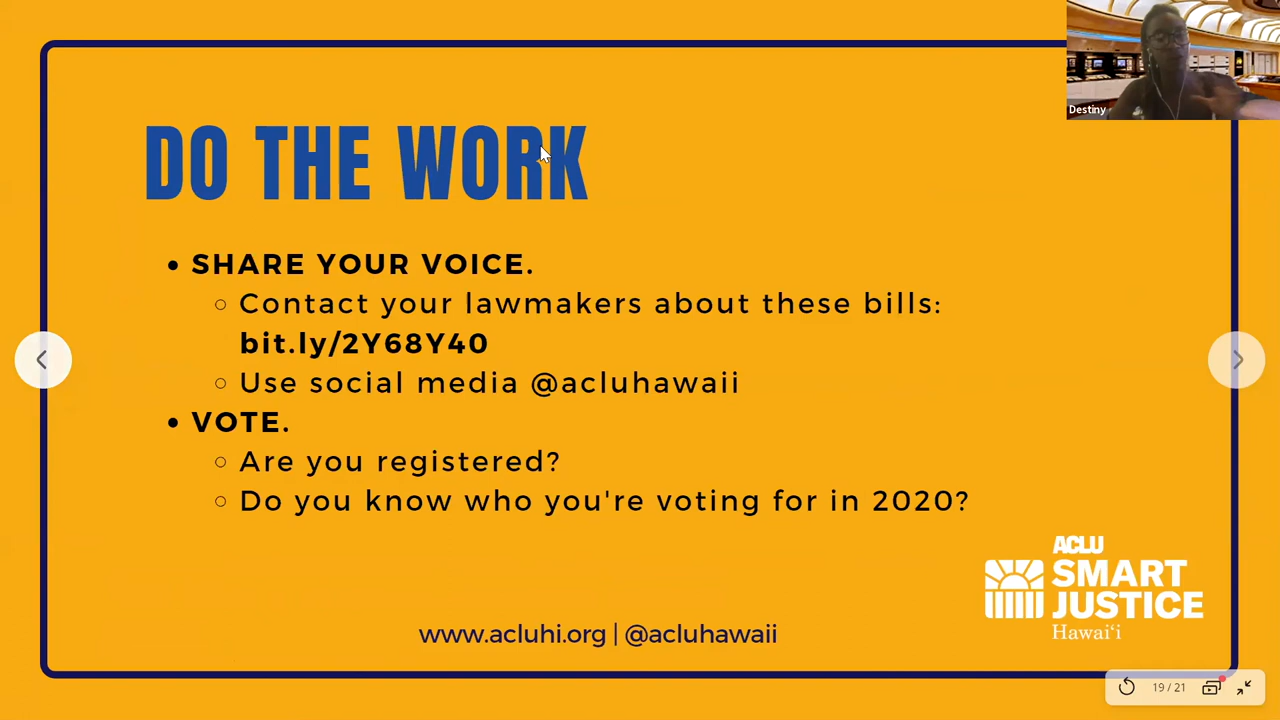 Destiny
DO THE WORK
SHARE YOUR VOICE.
Contact your lawmakers about these bills:
bit.ly/2Y68Y40
Use social media @acluhawaii
VOTE.
Are you registered?
Do you know who you're voting for in 2020?
ACLU
SMART
JUSTICE
Hawaiʻi
www.acluhi.org | @acluhawaii
19 / 21